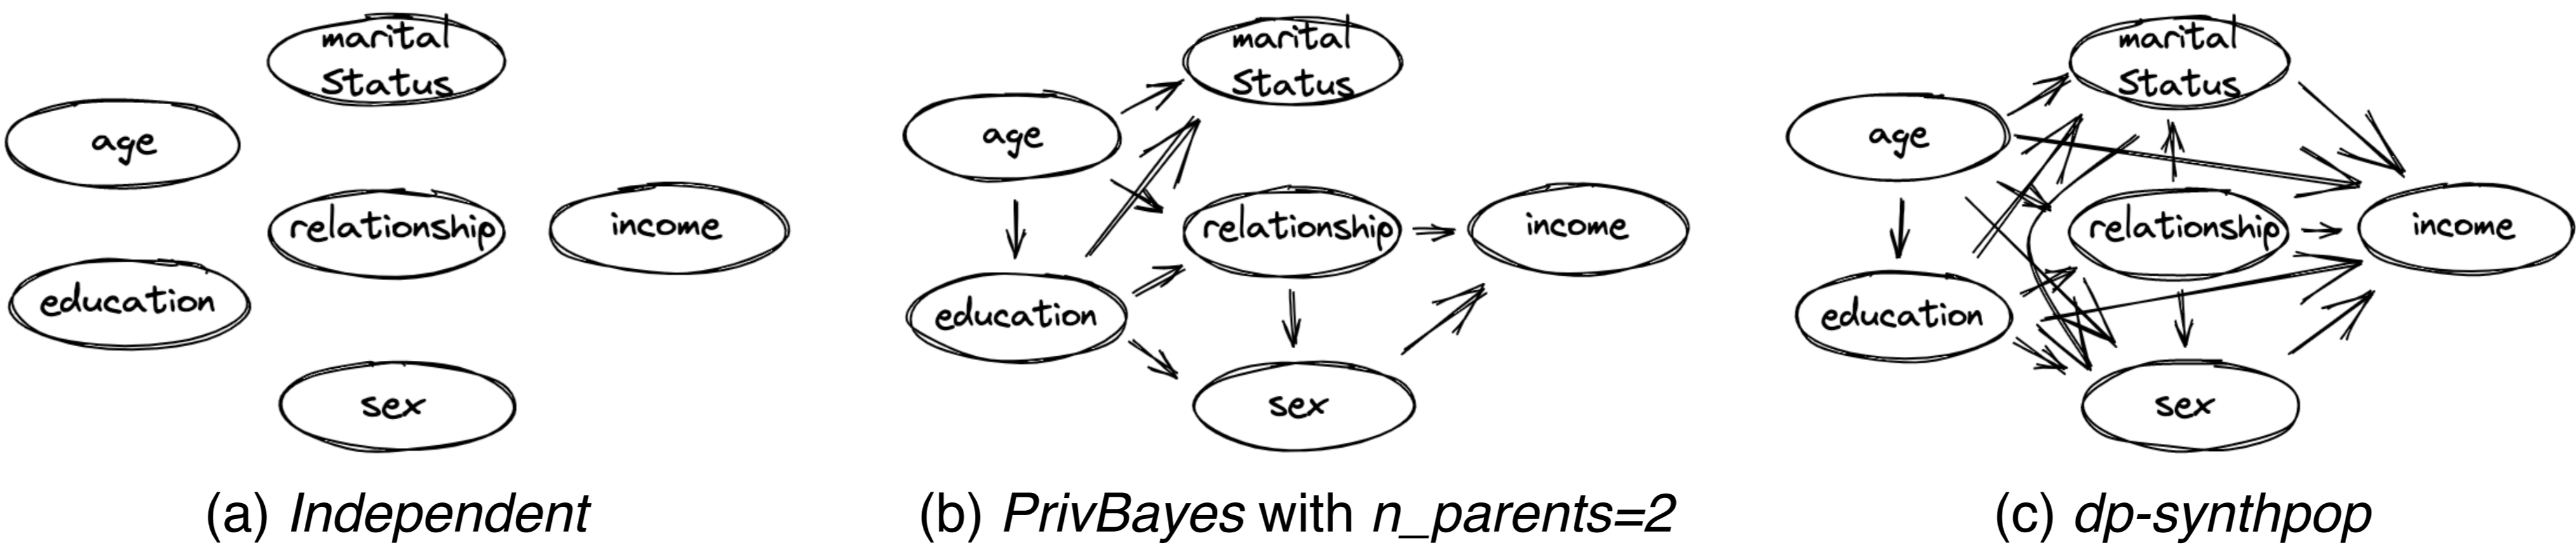 marital
Status
age
relationship
income
education
sex
(a) Independent
marital
Status
age
relationship
income
education
sex
(b) PrivBayes with n_parents=2
marital
Status
age
relationship
income
education
sex
(c) dp-synthpop